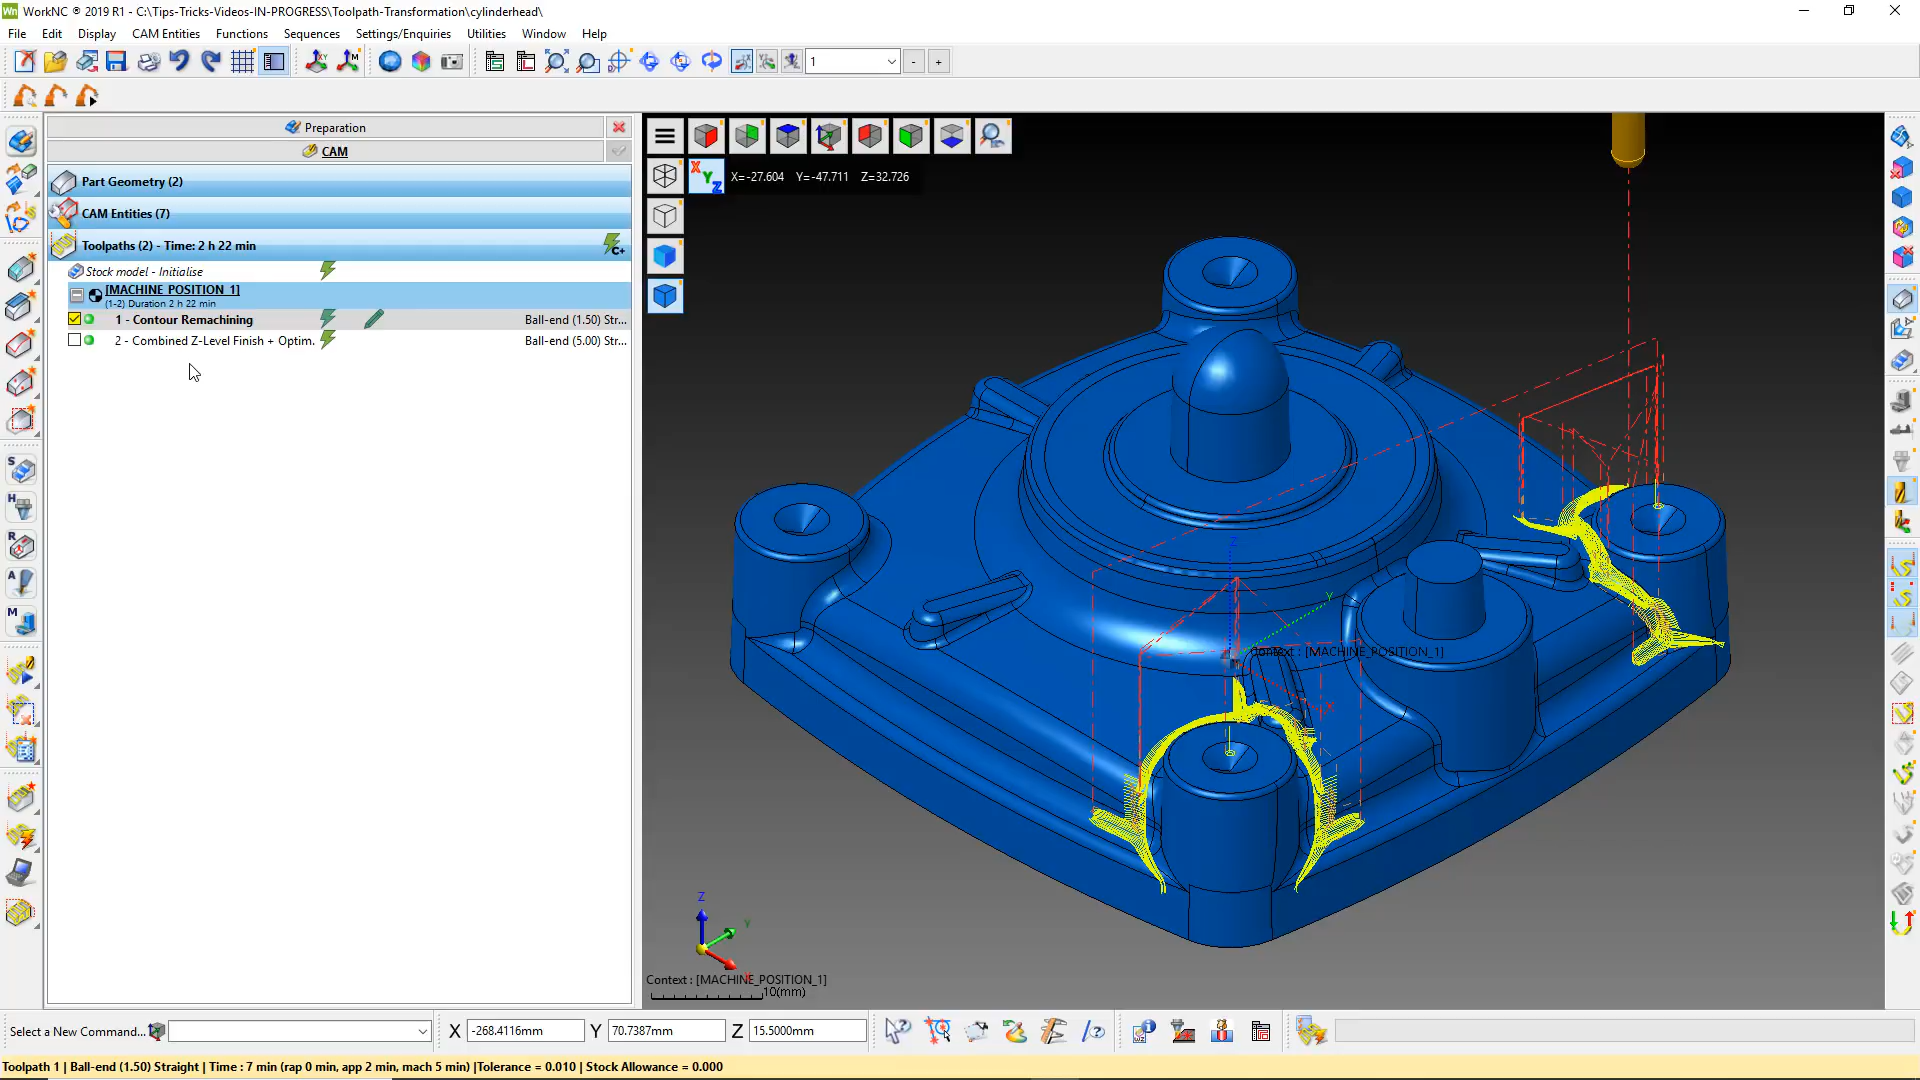 WorkNC ® 2019 R1 - C:\Tips-Tricks-Videos-IN-PROGRESS\Toolpath-Transformation\cylinderhead\
File Edit Display CAM Entities Functions Sequences Settings/Enquiries Utilities Window Help
1 - +
Preparation
CAM
Part Geometry (2)
CAM Entities (7)
Toolpaths (2) - Time: 2 h 22 min
Stock model - Initialise
[MACHINE_POSITION_1]
(1-2) Duration 2 h 22 min
1 - Contour Remachining Ball-end (1.50) Str...
2 - Combined Z-Level Finish + Optim. Ball-end (5.00) Str...
X Y Z X=-27.604 Y=-47.711 Z=32.726
Z
Y
Context : [MACHINE_POSITION_1]
X
Z
Y
X
Context : [MACHINE_POSITION_1]
10(mm)
Select a New Command... X -268.4116mm Y 70.7387mm Z 15.5000mm
Toolpath 1 | Ball-end (1.50) Straight | Time : 7 min (rap 0 min, app 2 min, mach 5 min) |Tolerance = 0.010 | Stock Allowance = 0.000